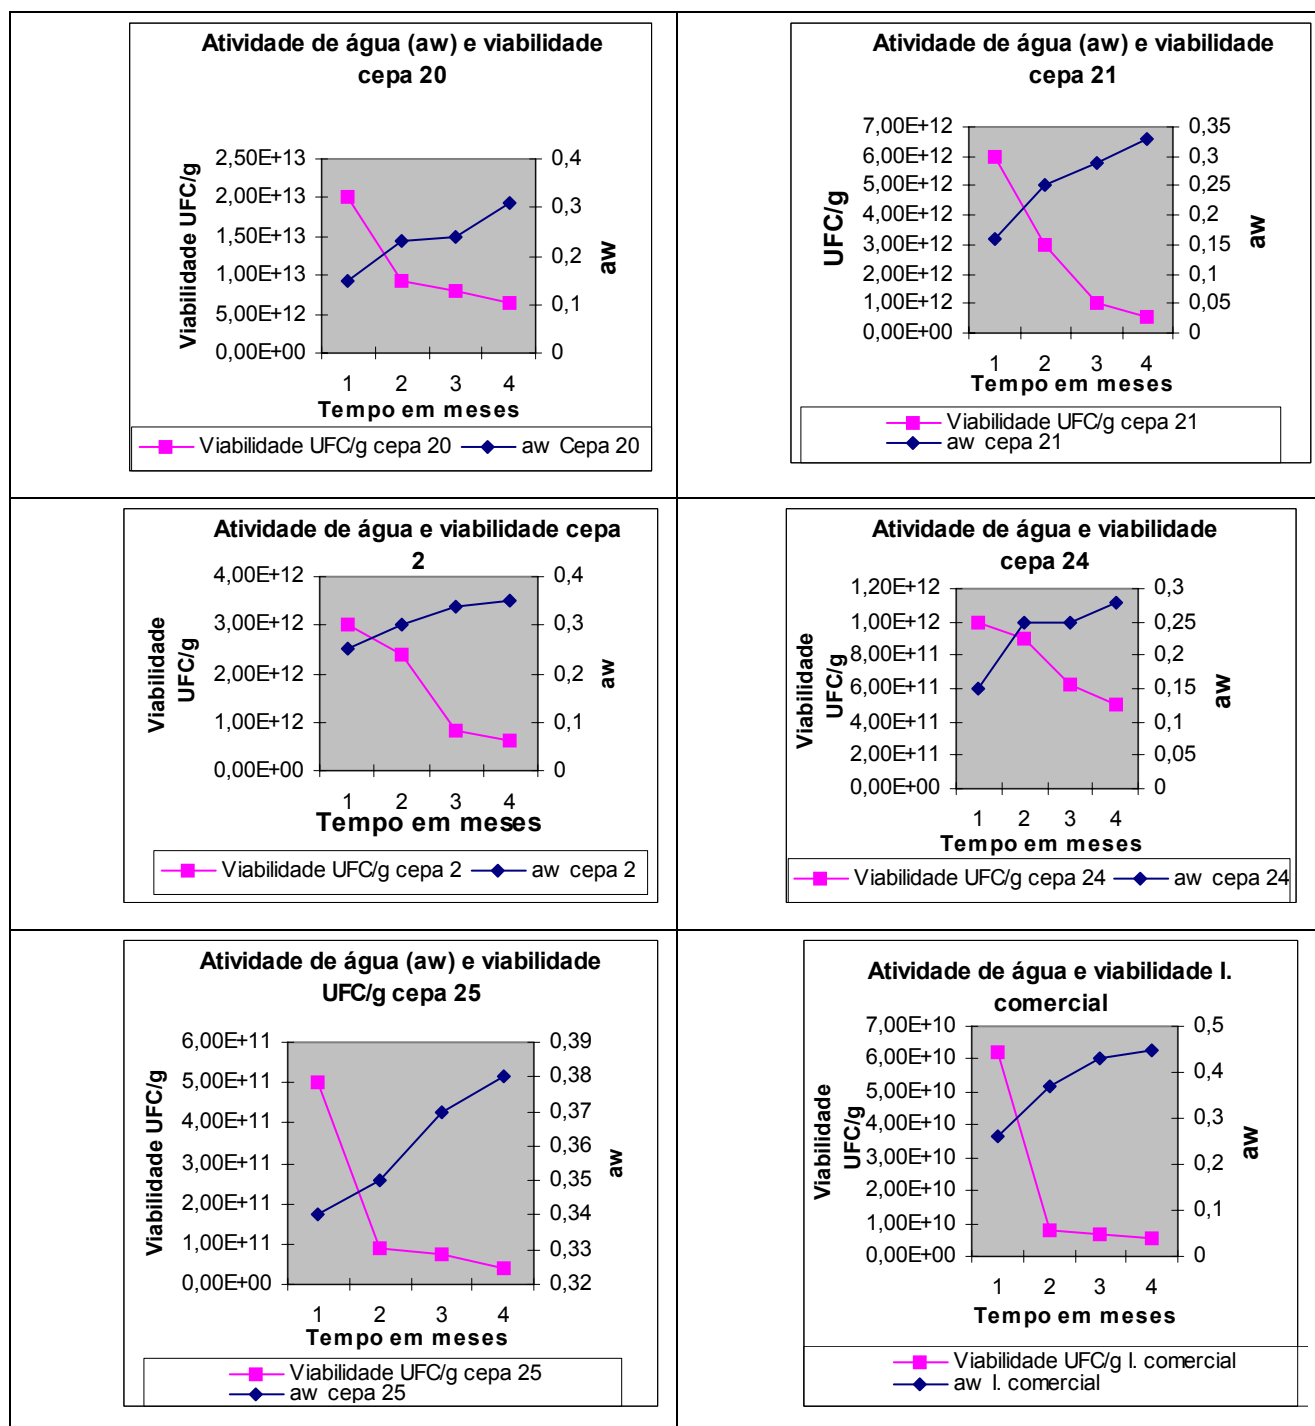 Atividade de água (aw) e viabilidade
cepa 20
2,50E+13
2,00E+13
1,50E+13
1,00E+13
5,00E+12
0,00E+00
Viabilidade UFC/g
0,4
0,3
0,2
0,1
0
aw
1 2 3 4
Tempo em meses
Viabilidade UFC/g cepa 20 aw Cepa 20
Atividade de água (aw) e viabilidade
cepa 21
7,00E+12
6,00E+12
5,00E+12
4,00E+12
3,00E+12
2,00E+12
1,00E+12
0,00E+00
UFC/g
0,35
0,3
0,25
0,2
0,15
0,1
0,05
0
aw
1 2 3 4
Tempo em meses
Viabilidade UFC/g cepa 21
aw cepa 21
Atividade de água e viabilidade cepa
2
4,00E+12
3,00E+12
2,00E+12
1,00E+12
0,00E+00
Viabilidade
UFC/g
0,4
0,3
0,2
0,1
0
aw
1 2 3 4
Tempo em meses
Viabilidade UFC/g cepa 2 aw cepa 2
Atividade de água e viabilidade
cepa 24
1,20E+12
1,00E+12
8,00E+11
6,00E+11
4,00E+11
2,00E+11
0,00E+00
Viabilidade
UFC/g
0,3
0,25
0,2
0,15
0,1
0,05
0
aw
1 2 3 4
Tempo em meses
Viabilidade UFC/g cepa 24 aw cepa 24
Atividade de água (aw) e viabilidade
UFC/g cepa 25
6,00E+11
5,00E+11
4,00E+11
3,00E+11
2,00E+11
1,00E+11
0,00E+00
Viabilidade UFC/g
0,39
0,38
0,37
0,36
0,35
0,34
0,33
0,32
aw
1 2 3 4
Tempo em meses
Viabilidade UFC/g cepa 25
aw cepa 25
Atividade de água e viabilidade I.
comercial
7,00E+10
6,00E+10
5,00E+10
4,00E+10
3,00E+10
2,00E+10
1,00E+10
0,00E+00
Viabilidade
UFC/g
0,5
0,4
0,3
0,2
0,1
0
aw
1 2 3 4
Tempo em meses
Viabilidade UFC/g I. comercial
aw I. comercial